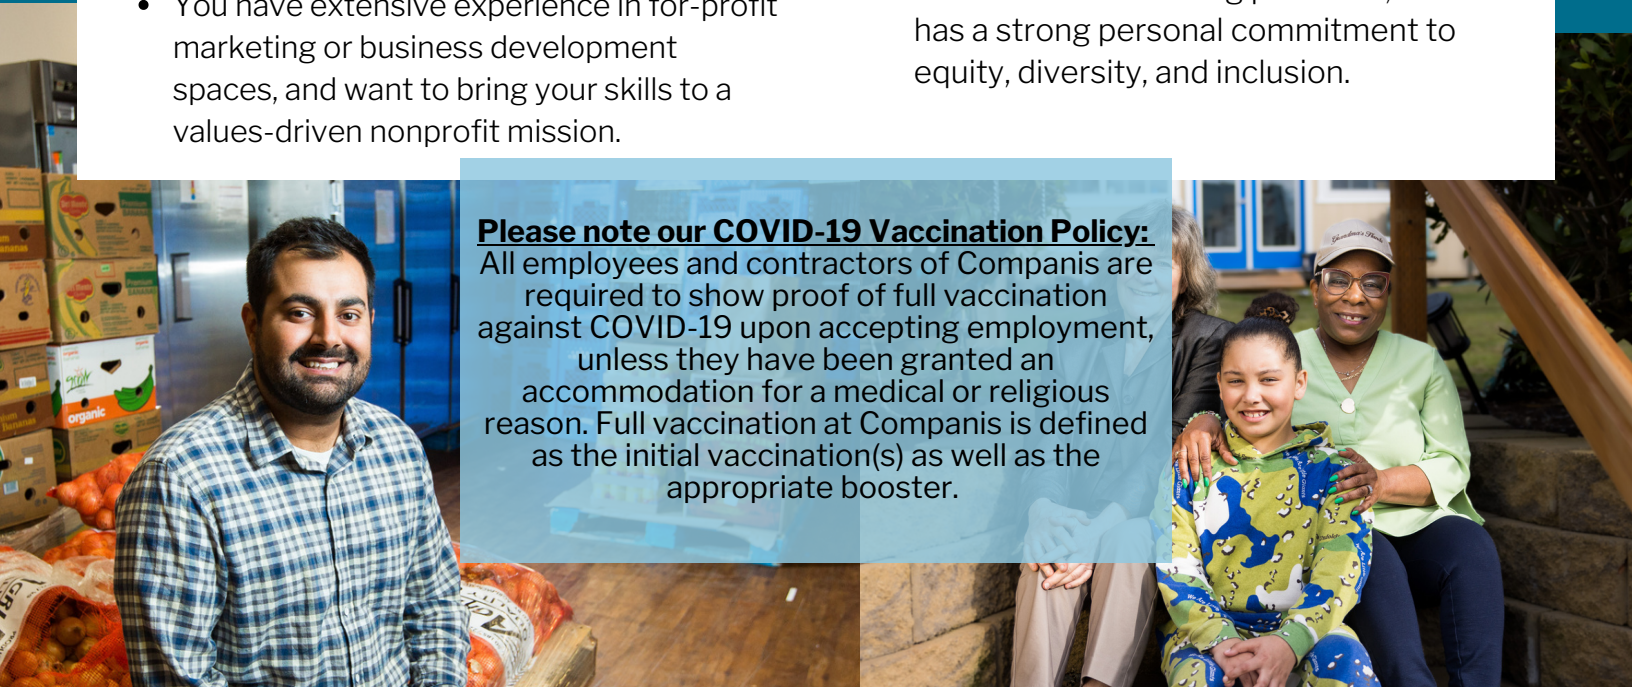 You have extensive experience in for-profit
marketing or business development
spaces, and want to bring your skills to a
values-driven nonprofit mission.
has a strong personal commitment to
equity, diversity, and inclusion.
Please note our COVID-19 Vaccination Policy:
All employees and contractors of Companis are
required to show proof of full vaccination
against COVID-19 upon accepting employment,
unless they have been granted an
accommodation for a medical or religious
reason. Full vaccination at Companis is defined
as the initial vaccination(s) as well as the
appropriate booster.
Premium
Premium
organic